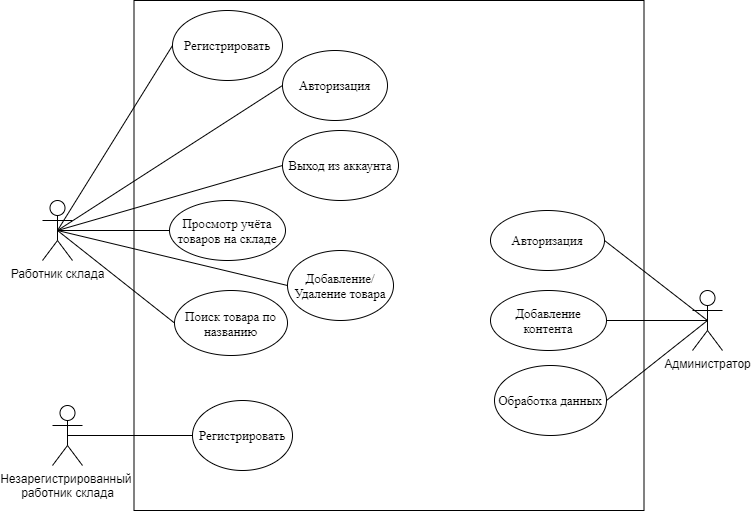 Регистрировать
Авторизация
Выход из аккаунта
Просмотр учёта
товаров на складе
Работник склада
Добавление/
Удаление товара
Поиск товара по
названию
Авторизация
Добавление
контента
Администратор
Обработка данных
Регистрировать
Незарегистрированный
работник склада